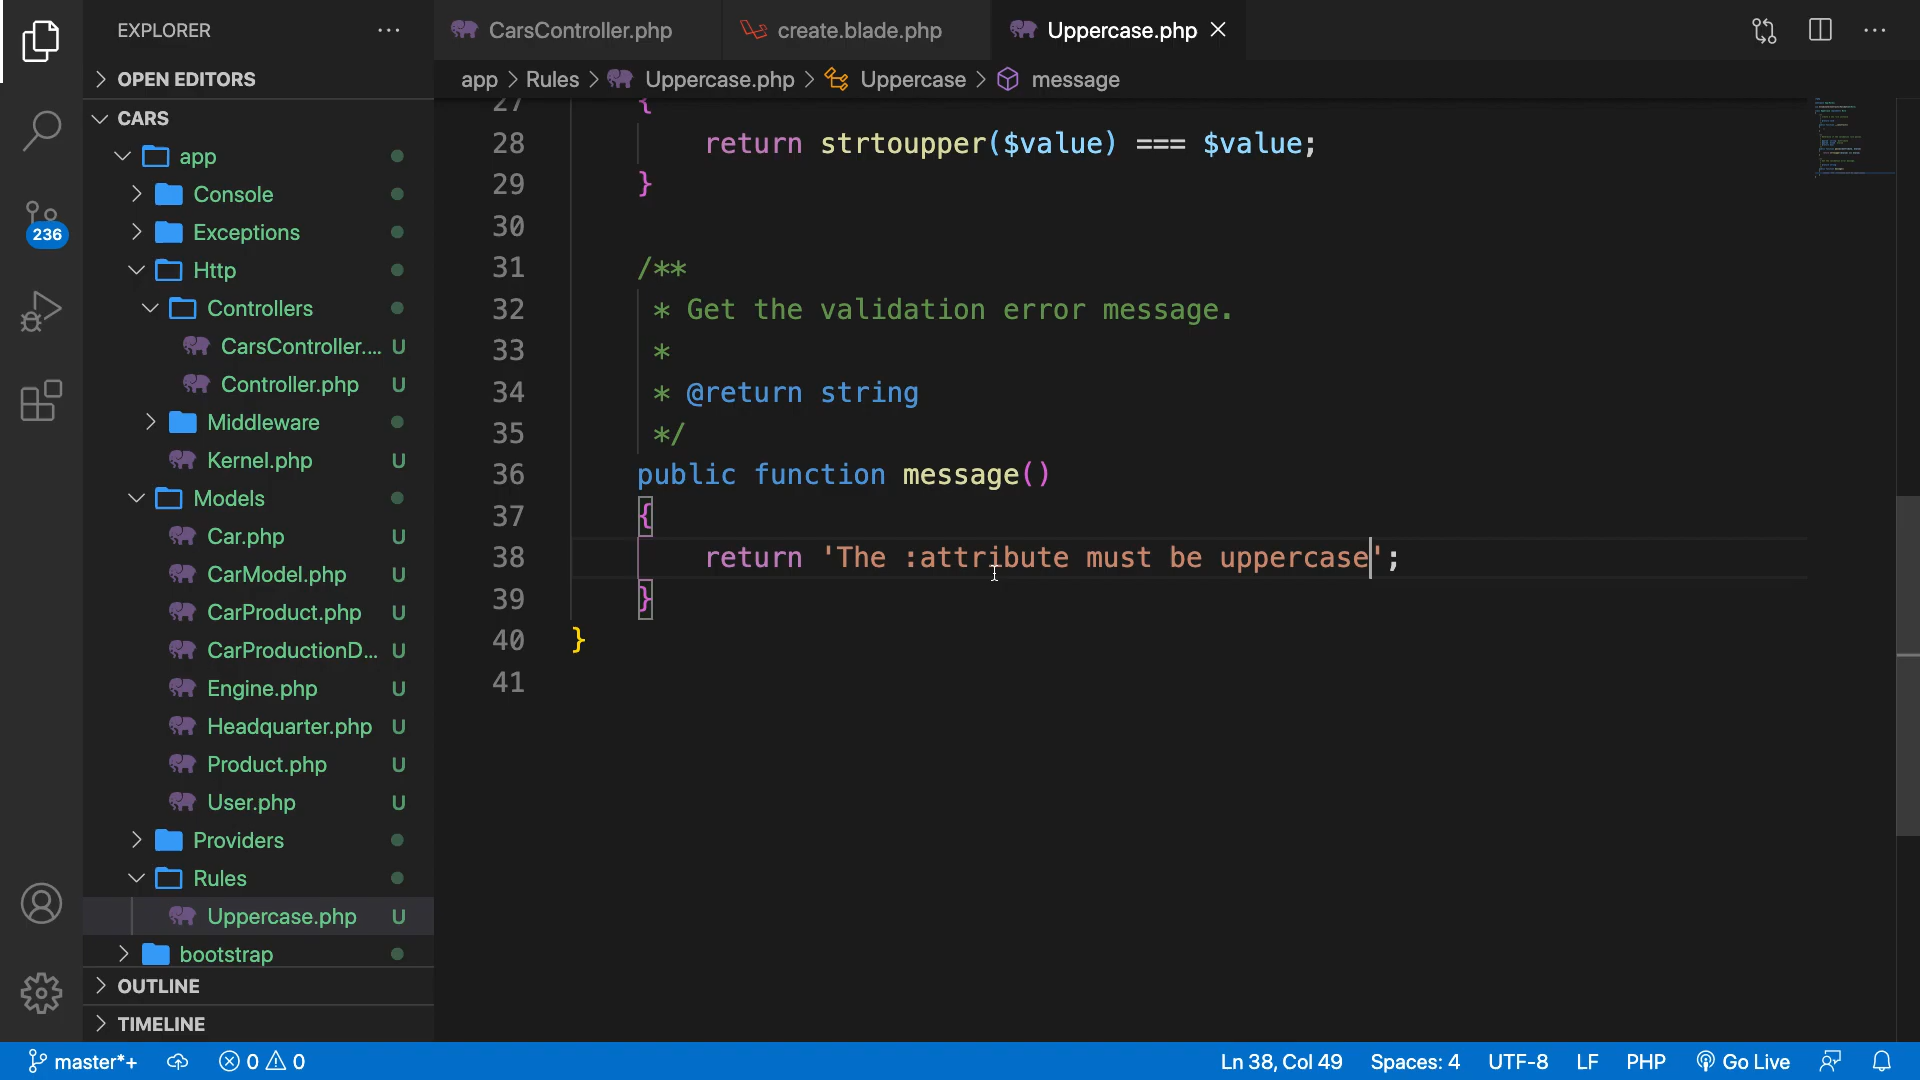 EXPLORER
OPEN EDITORS
CARS
app
Console
Exceptions
Http
Controllers
CarsController.... U
Controller.php U
Middleware
Kernel.php U
Models
Car.php U
CarModel.php U
CarProduct.php U
CarProductionD... U
Engine.php U
Headquarter.php U
Product.php U
User.php U
Providers
Rules
Uppercase.php U
bootstrap
OUTLINE
TIMELINE
236
CarsController.php create.blade.php Uppercase.php
app > Rules > Uppercase.php > Uppercase > message
27 {
28 return strtoupper($value) === $value;
29 }
30
31 /**
32 * Get the validation error message.
33 *
34 * @return string
35 */
36 public function message()
37 {
38 return 'The :attribute must be uppercase';
39 }
40 }
41
master*+ 0 0 Ln 38, Col 49 Spaces: 4 UTF-8 LF PHP Go Live